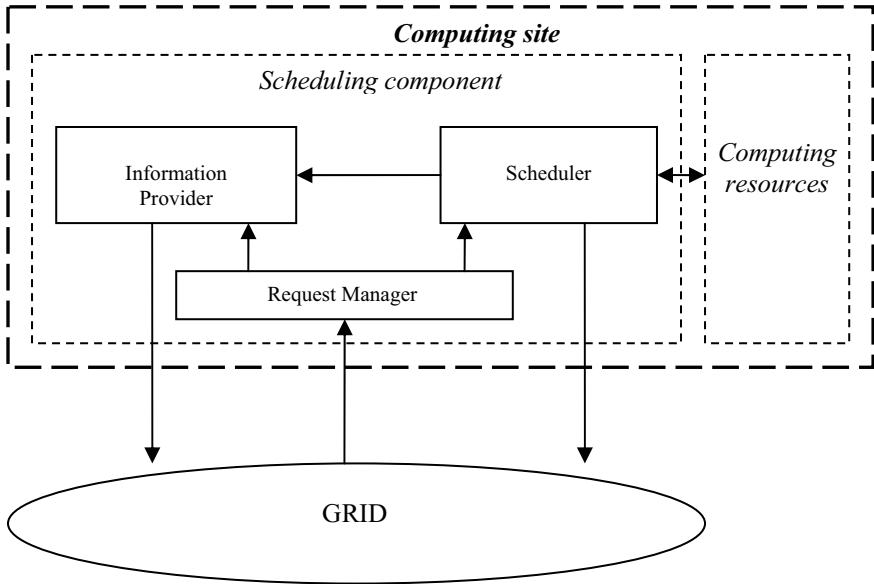 Computing site
Scheduling component
Information
Provider
Scheduler
Computing
resources
Request Manager
GRID